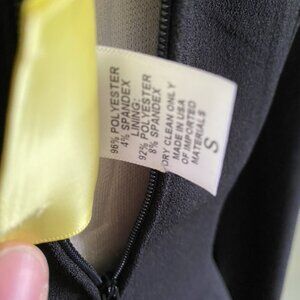 96% POLYESTER
4% SPANDEX
LINING:
92% POLYESTER
8% SPANDEX
DRY CLEAN ONLY
MADE IN USA
OF IMPORTED
MATERIALS
S